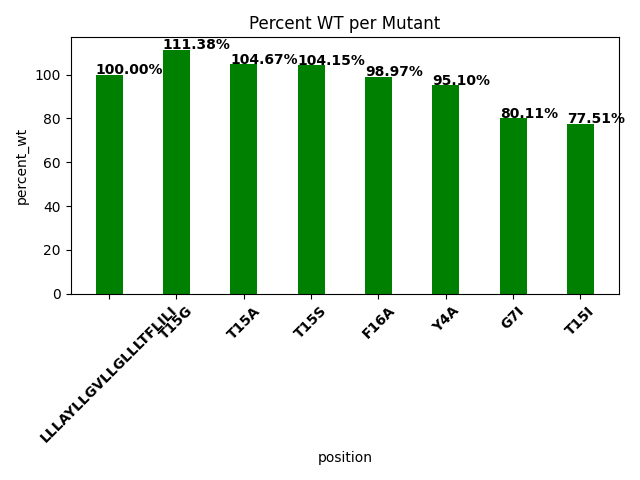 Percent WT per Mutant
percent_wt
100
80
60
40
20
0
100.00%
111.38%
104.67%
104.15%
98.97%
95.10%
80.11%
77.51%
LLLAYLLGVLLGLLLTFLILI
T15G
T15A
T15S
F16A
Y4A
G7I
T15I
position